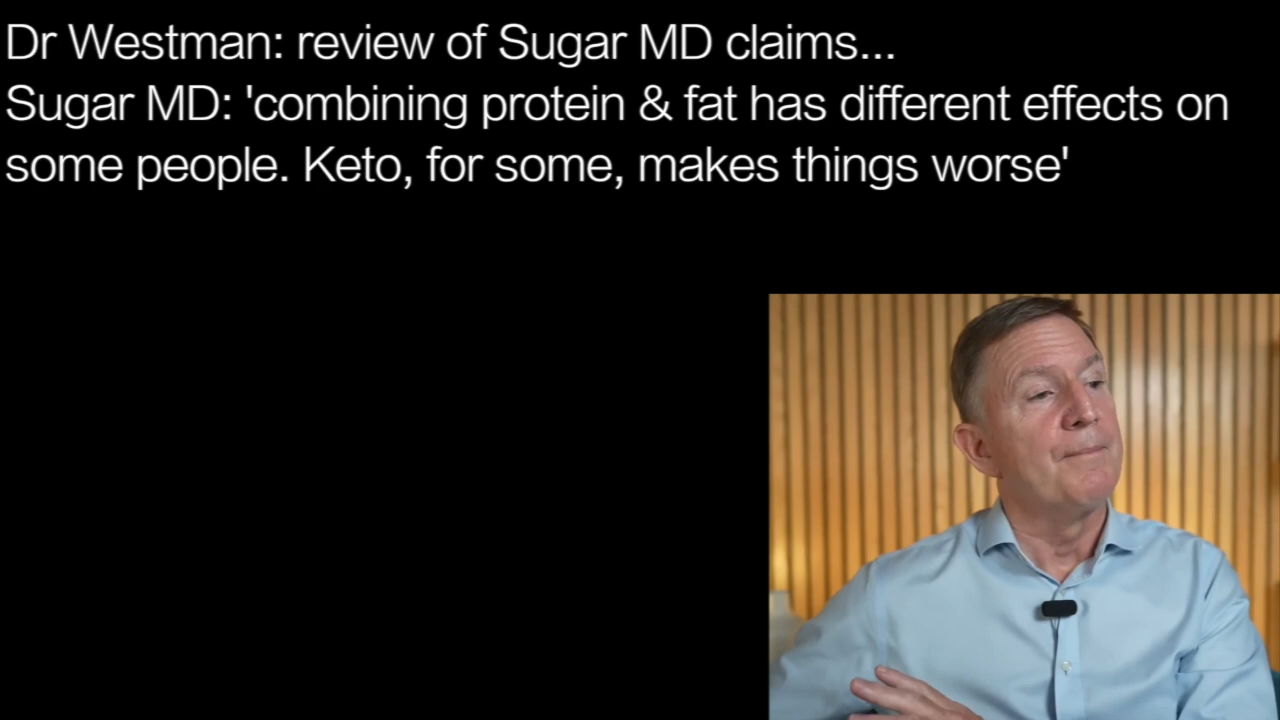 Dr Westman: review of Sugar MD claims...
Sugar MD: 'combining protein & fat has different effects on
some people. Keto, for some, makes things worse'